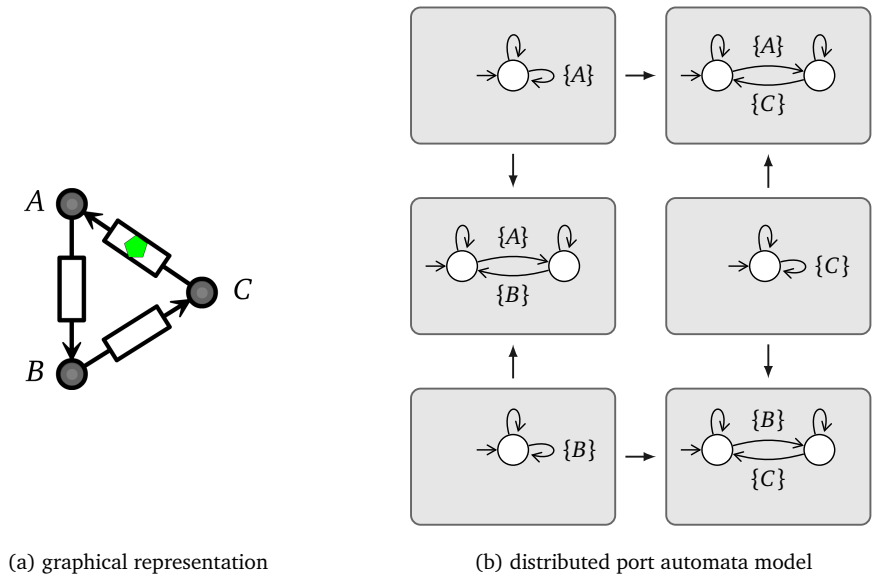 A
B
C
{A}
{A}
{C}
{A}
{B}
{C}
{B}
{B}
{C}
(a) graphical representation
(b) distributed port automata model